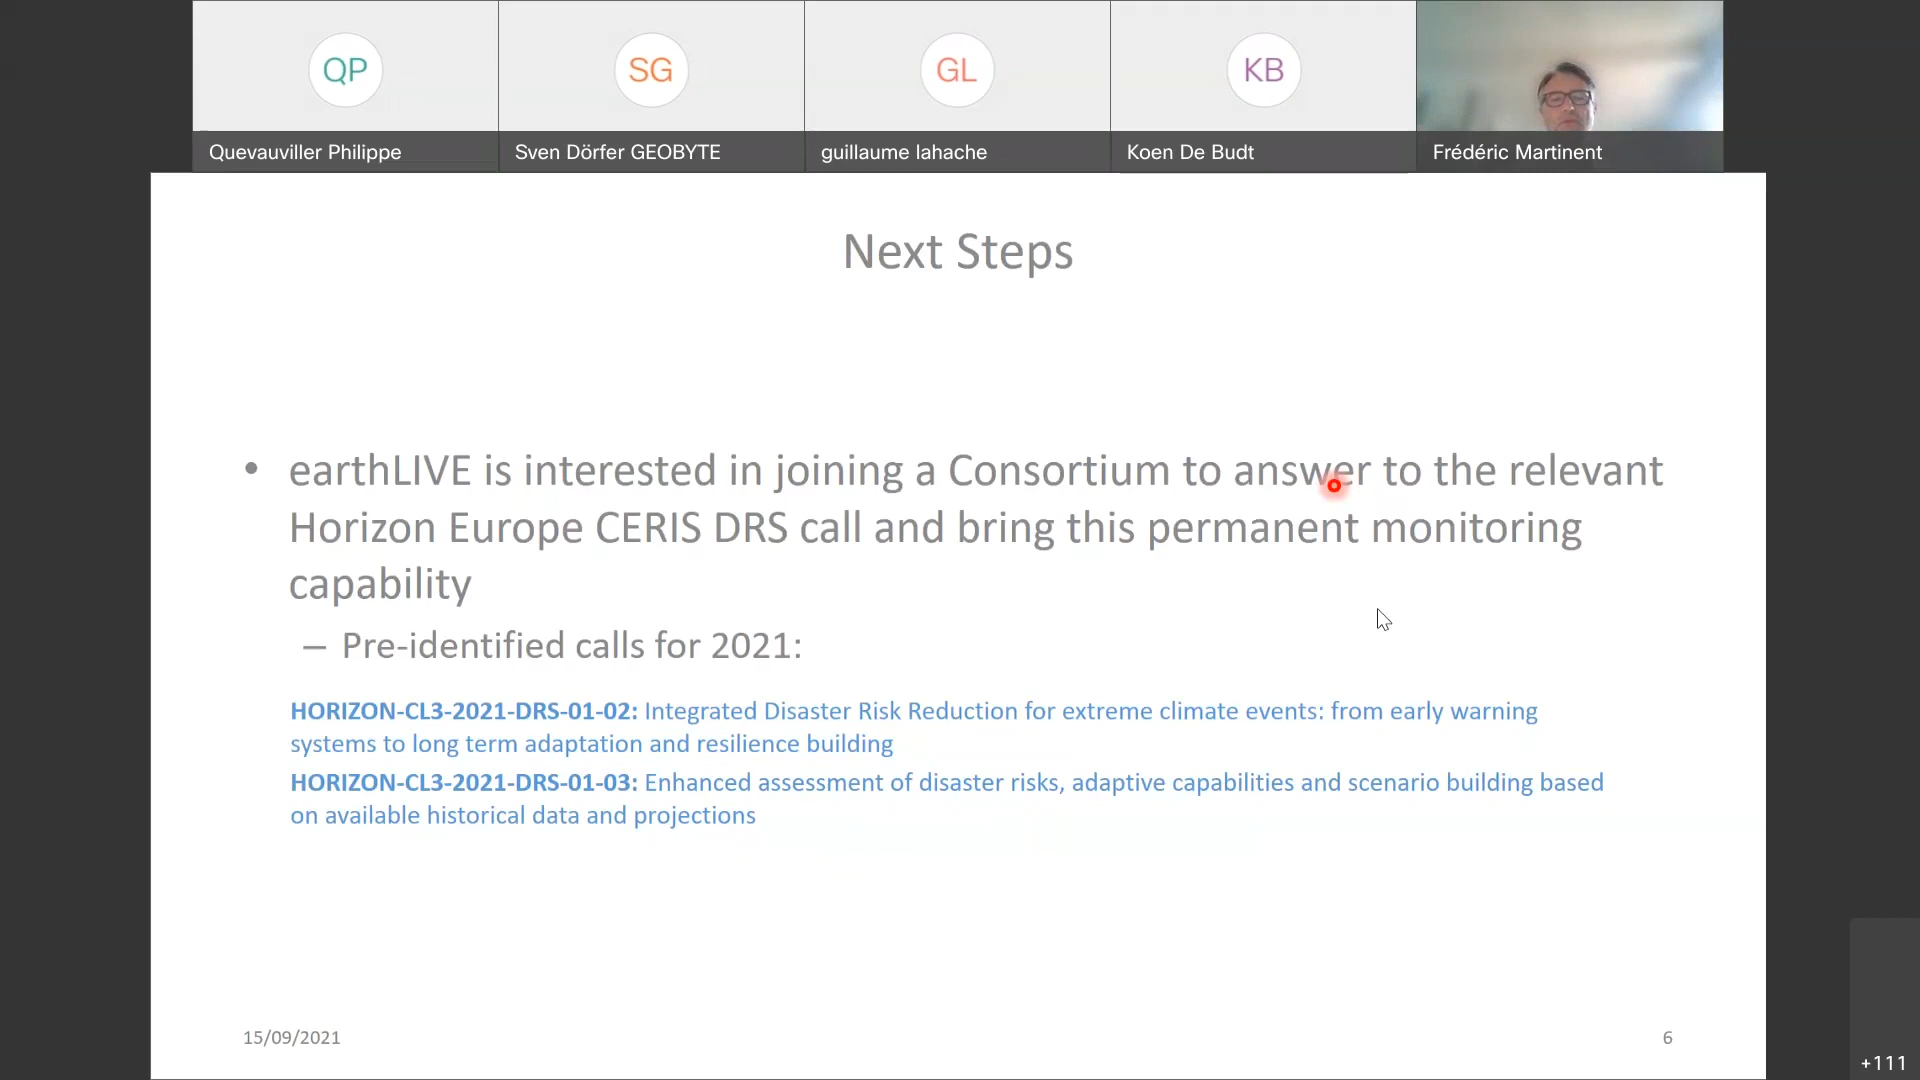 QP
SG
GL
KB
Quevauviller Philippe
Sven Dörfer GEOBYTE
guillaume lahache
Koen De Budt
Frédéric Martinent
Next Steps
• earthLIVE is interested in joining a Consortium to answer to the relevant
Horizon Europe CERIS DRS call and bring this permanent monitoring
capability
– Pre-identified calls for 2021:
HORIZON-CL3-2021-DRS-01-02: Integrated Disaster Risk Reduction for extreme climate events: from early warning
systems to long term adaptation and resilience building
HORIZON-CL3-2021-DRS-01-03: Enhanced assessment of disaster risks, adaptive capabilities and scenario building based
on available historical data and projections
15/09/2021
6
+111